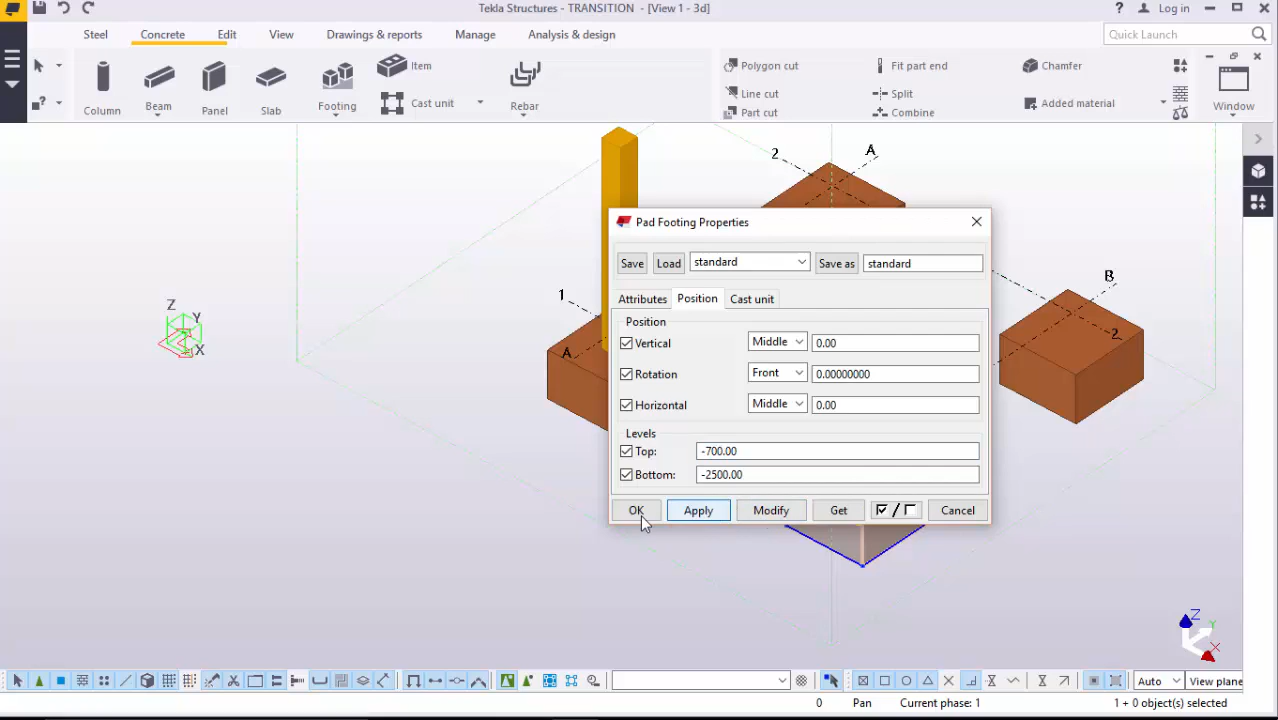 Tekla Structures - TRANSITION - [View 1 - 3d]
Log in
Steel
Concrete
Edit
View
Drawings & reports
Manage
Analysis & design
Quick Launch
Item
Polygon cut
Fit part end
Chamfer
Line cut
Split
Cast unit
Added material
Column
Beam
Panel
Slab
Footing
Rebar
Part cut
Combine
Window
2
A
Pad Footing Properties
Save
Load
standard
Save as
standard
B
1
Attributes
Position
Cast unit
Z
Y
X
Position
Vertical
Middle
0.00
2
A
Rotation
Front
0.00000000
Horizontal
Middle
0.00
Levels
Top:
-700.00
Bottom:
-2500.00
OK
Apply
Modify
Get
/
Cancel
Z
Y
X
Auto
View plane
0
Pan
Current phase: 1
1 + 0 object(s) selected